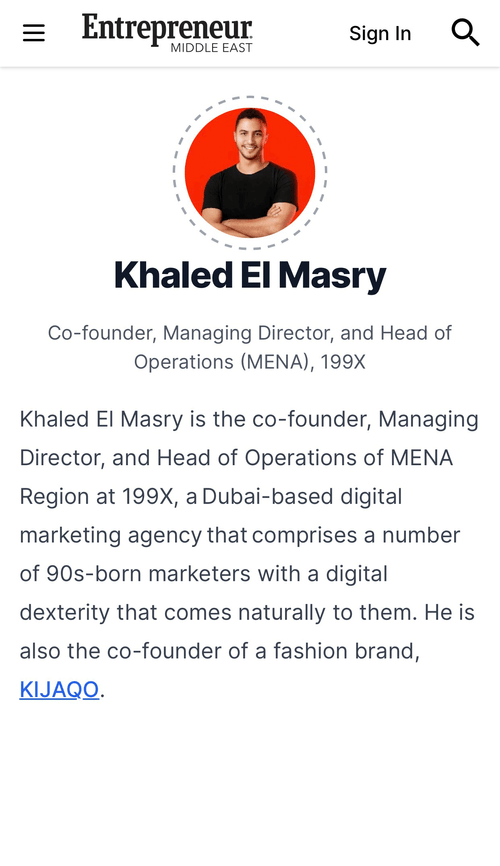 Entrepreneur
MIDDLE EAST
Sign In
Khaled El Masry
Co-founder, Managing Director, and Head of
Operations (MENA), 199X
Khaled El Masry is the co-founder, Managing
Director, and Head of Operations of MENA
Region at 199X, a Dubai-based digital
marketing agency that comprises a number
of 90s-born marketers with a digital
dexterity that comes naturally to them. He is
also the co-founder of a fashion brand,
KIJAQO.